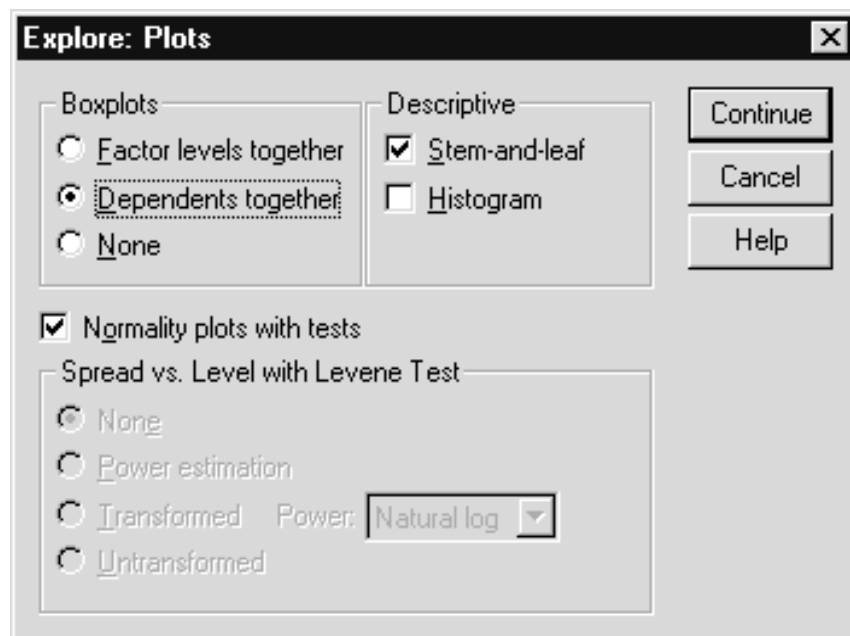 Explore: Plots
Boxplots
Factor levels together
Dependents together
None
Descriptive
Stem-and-leaf
Histogram
Continue
Cancel
Help
Normality plots with tests
Spread vs. Level with Levene Test
None
Power estimation
Transformed Power: Natural log
Untransformed